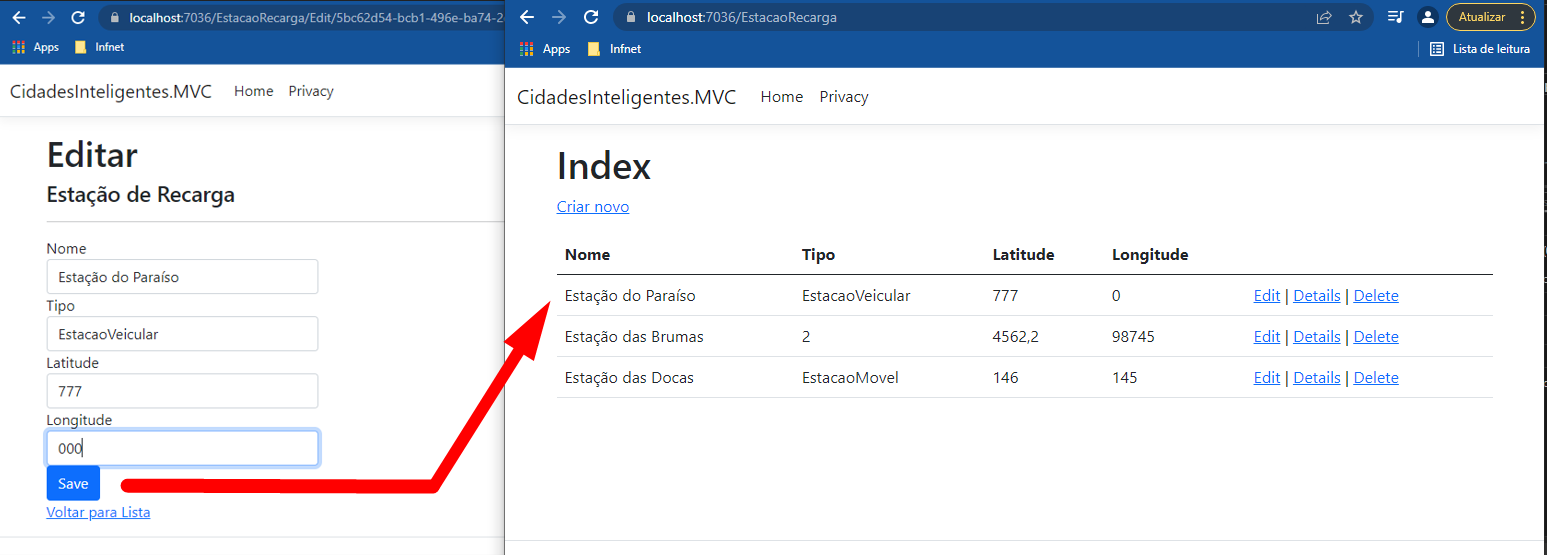 localhost:7036/EstacaoRecarga/Edit/5bc62d54-bcb1-496e-ba74-2
Apps Infnet
CidadesInteligentes.MVC Home Privacy
Editar
Estação de Recarga
Nome
Estação do Paraíso
Tipo
EstacaoVeicular
Latitude
777
Longitude
000
Save
Voltar para Lista
localhost:7036/EstacaoRecarga Atualizar
Apps Infnet Lista de leitura
CidadesInteligentes.MVC Home Privacy
Index
Criar novo
Nome Tipo Latitude Longitude
Estação do Paraíso EstacaoVeicular 777 0 Edit | Details | Delete
Estação das Brumas 2 4562,2 98745 Edit | Details | Delete
Estação das Docas EstacaoMovel 146 145 Edit | Details | Delete